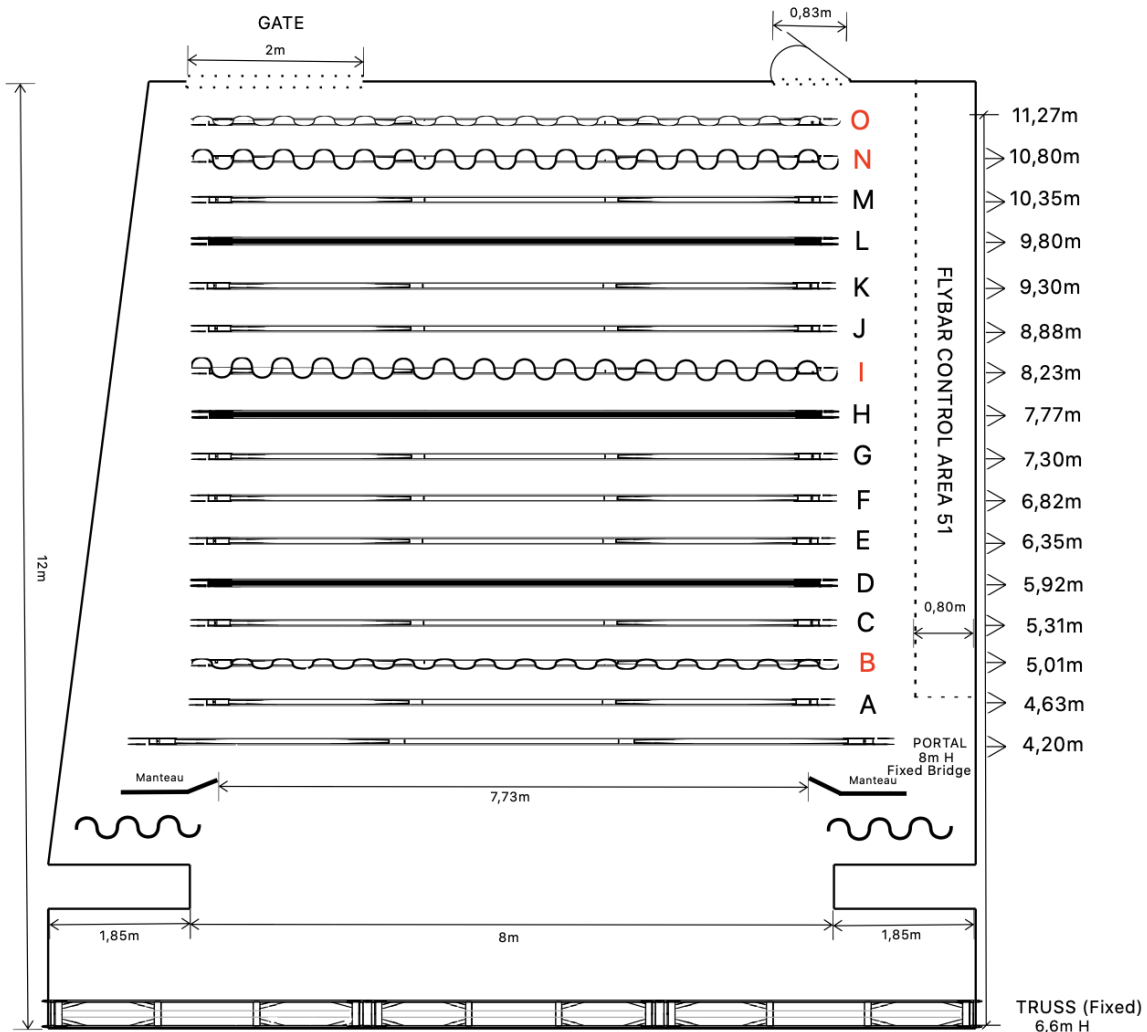 GATE
2m
0,83m
O
11,27m
N
10,80m
M
10,35m
L
9,80m
K
9,30m
J
8,88m
I
8,23m
H
7,77m
G
7,30m
F
6,82m
E
6,35m
D
5,92m
C
5,31m
B
5,01m
A
4,63m
4,20m
FLYBAR CONTROL AREA 51
0,80m
12m
PORTAL
8m H
Fixed Bridge
Manteau
Manteau
7,73m
1,85m
8m
1,85m
TRUSS (Fixed)
6.6m H